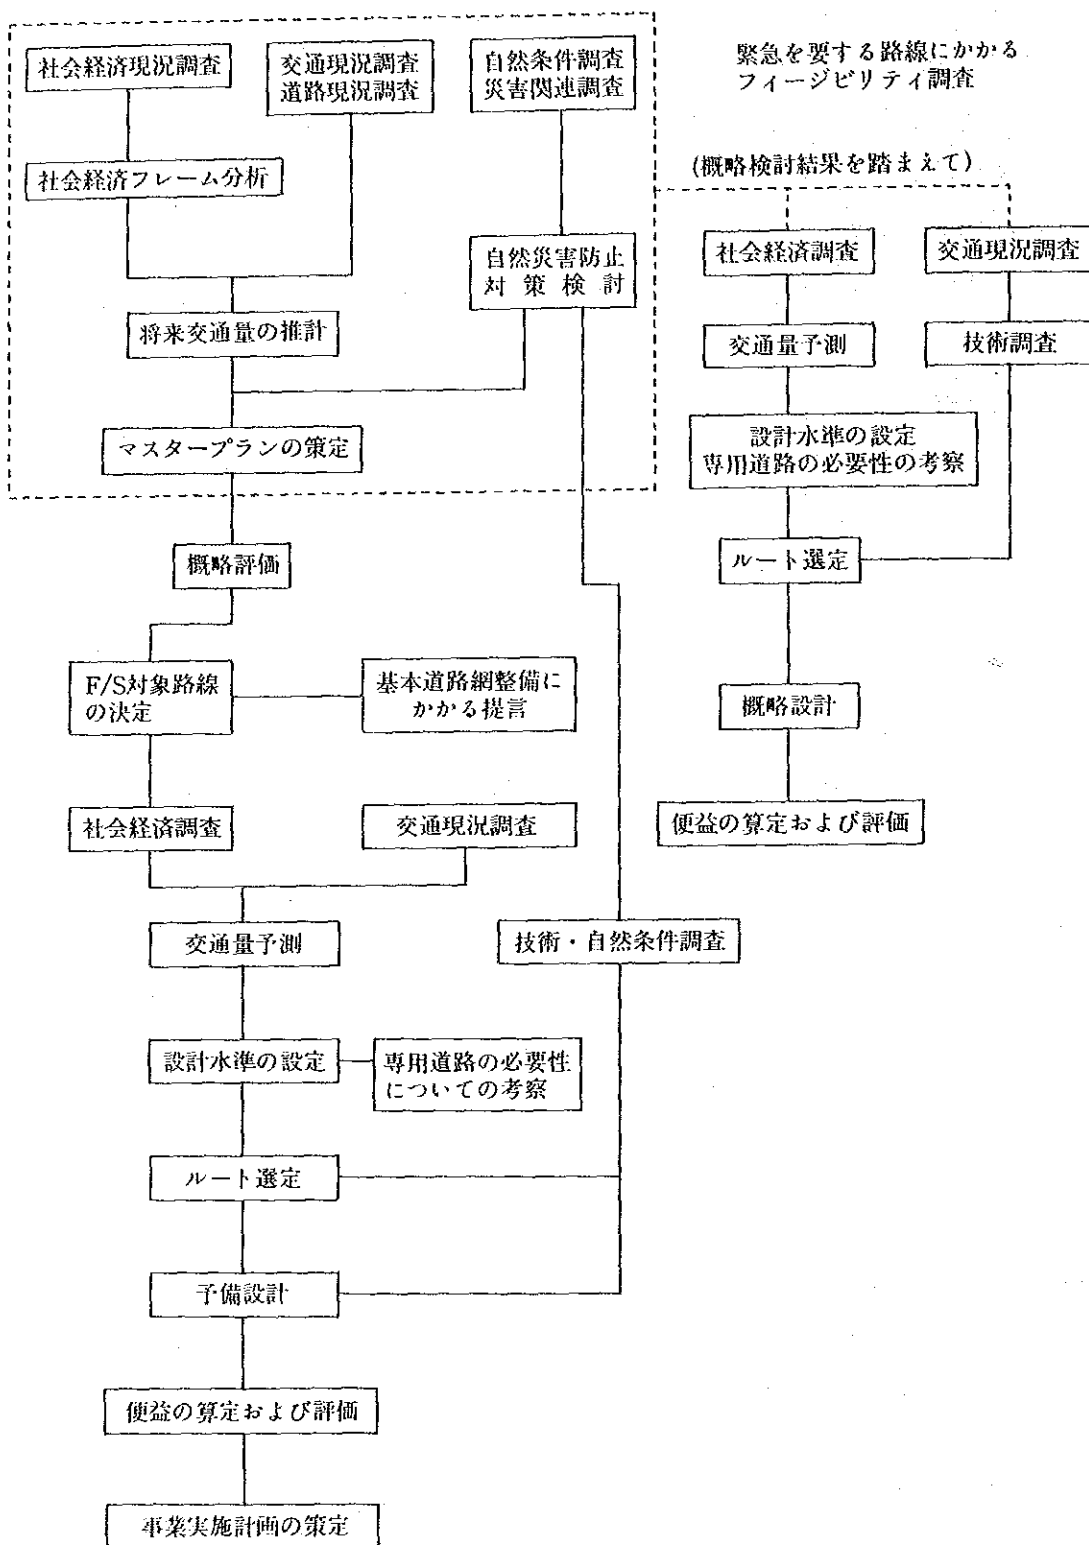 社会経済現況調査
交通現況調査
道路現況調査
自然条件調査
災害関連調査
社会経済フレーム分析
自然災害防止
対策検討
将来交通量の推計
マスタープランの策定
概略評価
F/S対象路線
の決定
基本道路網整備に
かかる提言
社会経済調査
交通現況調査
交通量予測
技術・自然条件調査
設計水準の設定
専用道路の必要性
についての考察
ルート選定
予備設計
便益の算定および評価
事業実施計画の策定
緊急を要する路線にかかる
フィージビリティ調査
(概略検討結果を踏まえて)
社会経済調査
交通現況調査
交通量予測
技術調査
設計水準の設定
専用道路の必要性の考察
ルート選定
概略設計
便益の算定および評価